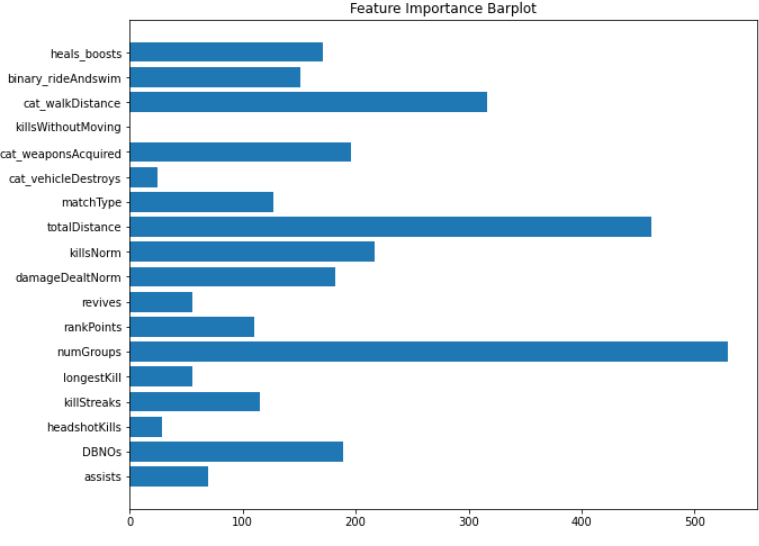 Feature Importance Barplot
heals_boosts
binary_rideAndswim
cat_walkDistance
killsWithoutMoving
cat_weaponsAcquired
cat_vehicleDestroys
matchType
totalDistance
killsNorm
damageDealtNorm
revives
rankPoints
numGroups
longestKill
killStreaks
headshotKills
DBNOs
assists
0 100 200 300 400 500